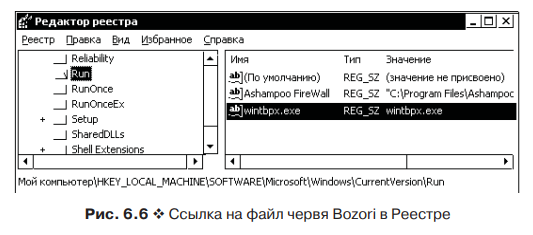 Редактор реестра
Реестр Правка Вид Избранное Справка
Reliability
Run
RunOnce
RunOnceEx
Setup
SharedDLLs
Shell Extensions
Имя Тип Значение
(По умолчанию) REG_SZ (значение не присвоено)
Ashampoo FireWall REG_SZ "C:\Program Files\Ashampoc
wintbpx.exe REG_SZ wintbpx.exe
Мой компьютер\HKEY_LOCAL_MACHINE\SOFTWARE\Microsoft\Windows\CurrentVersion\Run
Рис. 6.6 ❖ Ссылка на файл червя Bozori в Реестре